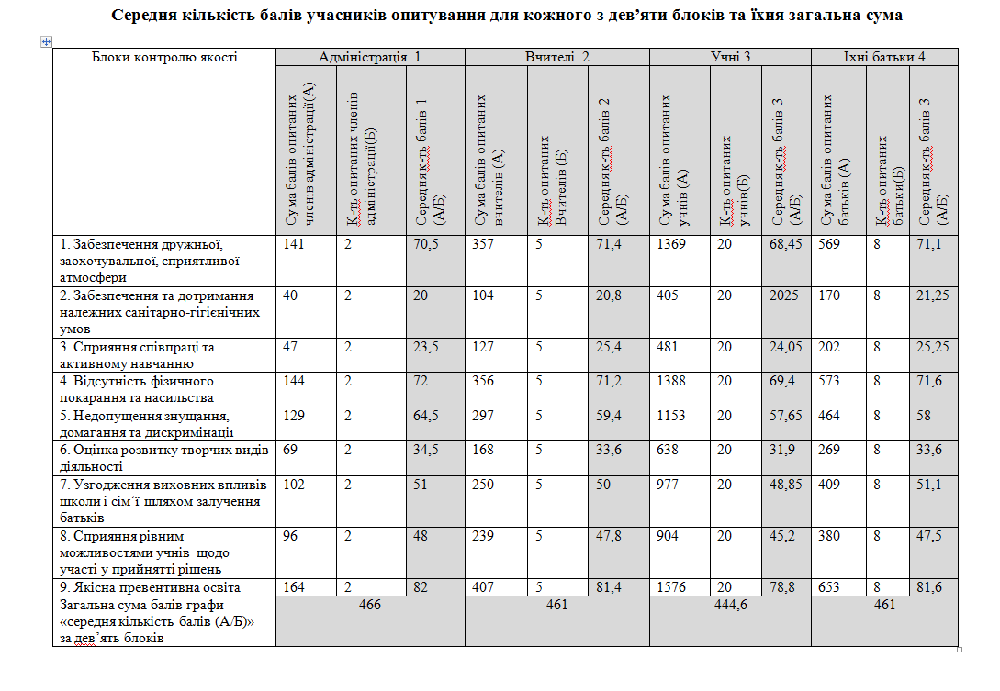 Середня кількість балів учасників опитування для кожного з дев’яти блоків та їхня загальна сума
Блоки контролю якості
Адміністрація 1
Вчителі 2
Учні 3
Їхні батьки 4
Сума балів опитаних
членів адміністрації(А)
К-ть опитаних членів
адміністрації(Б)
Середня к-ть балів 1
(А/Б)
Сума балів опитаних
вчителів (А)
К-ть опитаних
Вчителів (Б)
Середня к-ть балів 2
(А/Б)
Сума балів опитаних
учнів (А)
К-ть опитаних
учнів(Б)
Середня к-ть балів 3
(А/Б)
Сума балів опитаних
батьків (А)
К-ть опитаних
батьки(Б)
Середня к-ть балів 3
(А/Б)
1. Забезпечення дружньої, 141 2 70,5 357 5 71,4 1369 20 68,45 569 8 71,1
заохочувальної, сприятливої
атмосфери
2. Забезпечення та дотримання 40 2 20 104 5 20,8 405 20 2025 170 8 21,25
належних санітарно-гігієнічних
умов
3. Сприяння співпраці та 47 2 23,5 127 5 25,4 481 20 24,05 202 8 25,25
активному навчанню
4. Відсутність фізичного 144 2 72 356 5 71,2 1388 20 69,4 573 8 71,6
покарання та насильства
5. Недопущення знущання, 129 2 64,5 297 5 59,4 1153 20 57,65 464 8 58
домагання та дискримінації
6. Оцінка розвитку творчих видів 69 2 34,5 168 5 33,6 638 20 31,9 269 8 33,6
діяльності
7. Узгодження виховних впливів 102 2 51 250 5 50 977 20 48,85 409 8 51,1
школи і сім’ї шляхом залучення
батьків
8. Сприяння рівним 96 2 48 239 5 47,8 904 20 45,2 380 8 47,5
можливостями учнів щодо
участі у прийнятті рішень
9. Якісна превентивна освіта 164 2 82 407 5 81,4 1576 20 78,8 653 8 81,6
Загальна сума балів графи 466 461 444,6 461
«середня кількість балів (А/Б)»
за дев’ять блоків